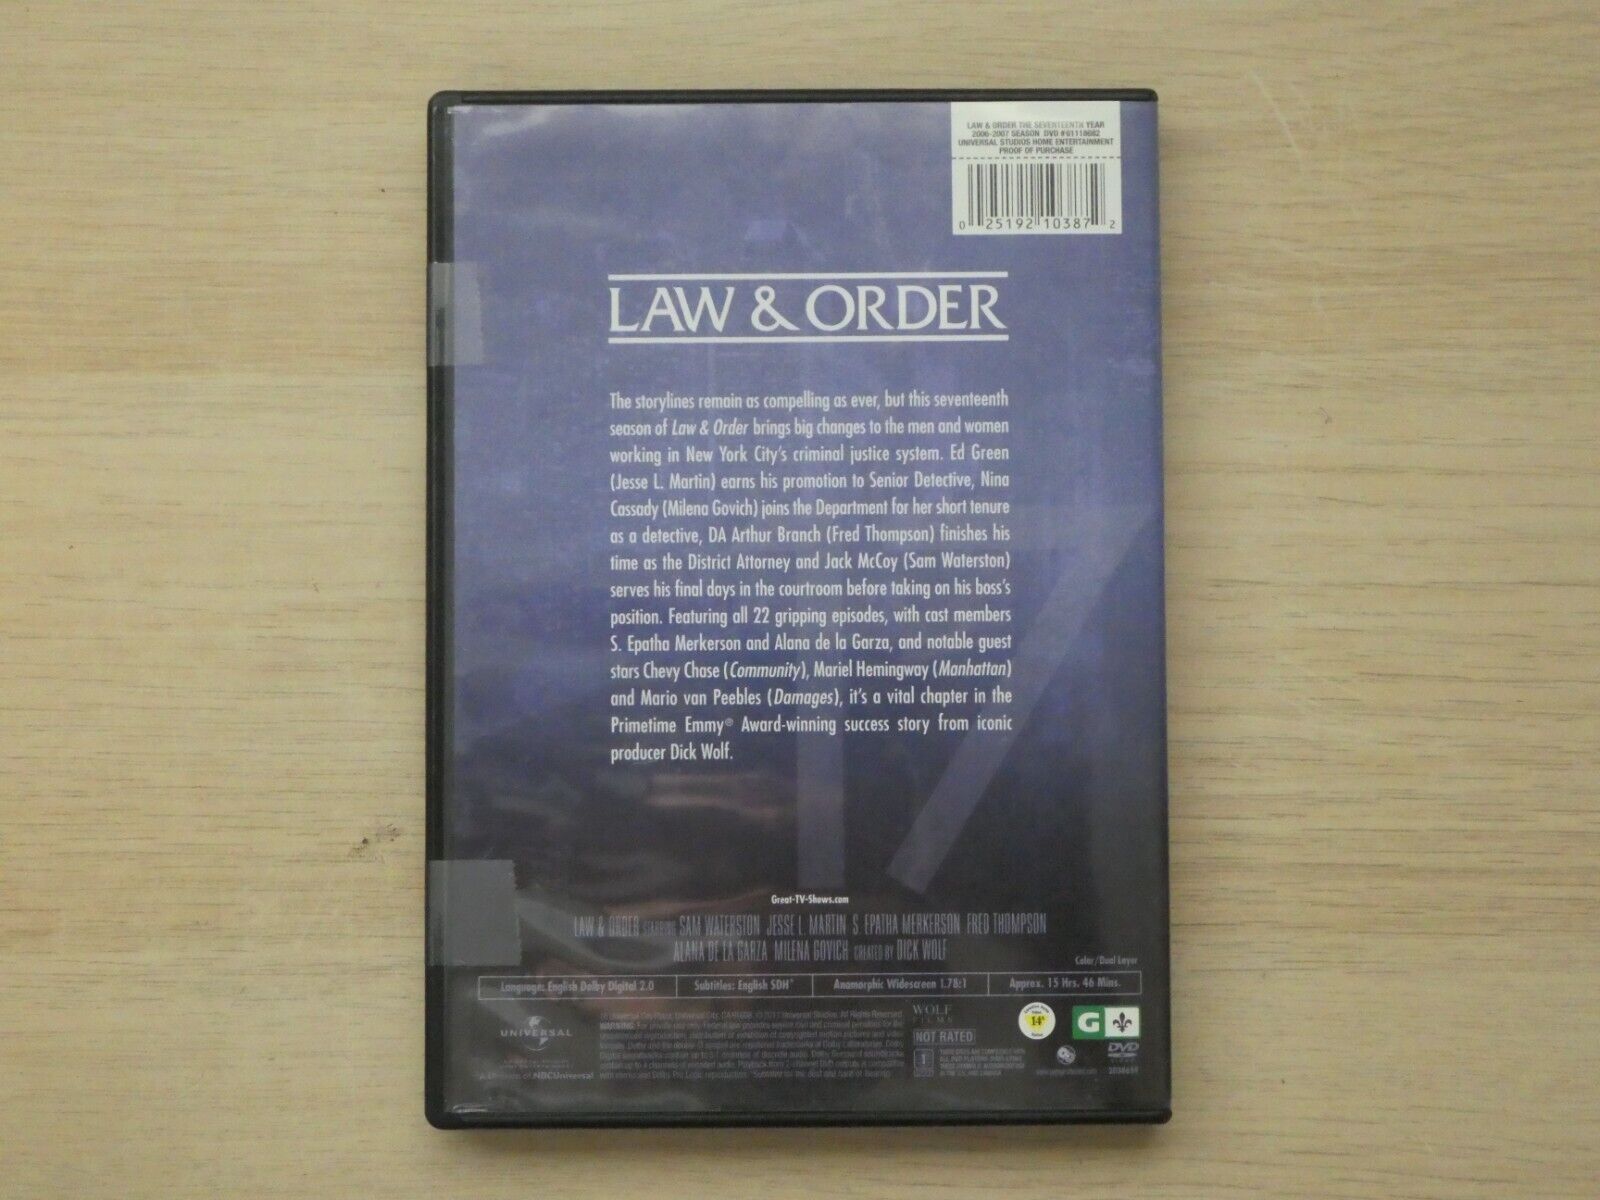 LAW & ORDER THE SEVENTEENTH YEAR
2006-2007 SEASON DVD #61118682
UNIVERSAL STUDIOS HOME ENTERTAINMENT
PROOF OF PURCHASE
0 25192 10387 2
LAW & ORDER
The storylines remain as compelling as ever, but this seventeenth
season of Law & Order brings big changes to the men and women
working in New York City's criminal justice system. Ed Green
(Jesse L. Martin) earns his promotion to Senior Detective, Nina
Cassady (Milena Govich) joins the Department for her short tenure
as a detective, DA Arthur Branch (Fred Thompson) finishes his
time as the District Attorney and Jack McCoy (Sam Waterston)
serves his final days in the courtroom before taking on his boss's
position. Featuring all 22 gripping episodes, with cast members
S. Epatha Merkerson and Alana de la Garza, and notable guest
stars Chevy Chase (Community), Mariel Hemingway (Manhattan)
and Mario van Peebles (Damages), it's a vital chapter in the
Primetime Emmy® Award-winning success story from iconic
producer Dick Wolf.
17
Great-TV-Shows.com
LAW & ORDER STARRING SAM WATERSTON JESSE L. MARTIN S. EPATHA MERKERSON FRED THOMPSON
ALANA DE LA GARZA MILENA GOVICH CREATED BY DICK WOLF
Color/Dual Layer
Language: English Dolby Digital 2.0 Subtitles: English SDH* Anamorphic Widescreen 1.78:1 Approx. 15 Hrs. 46 Mins.
UNIVERSAL
A Division of NBCUniversal
WOLF
FILMS
NOT RATED
1
14A
G
DVD